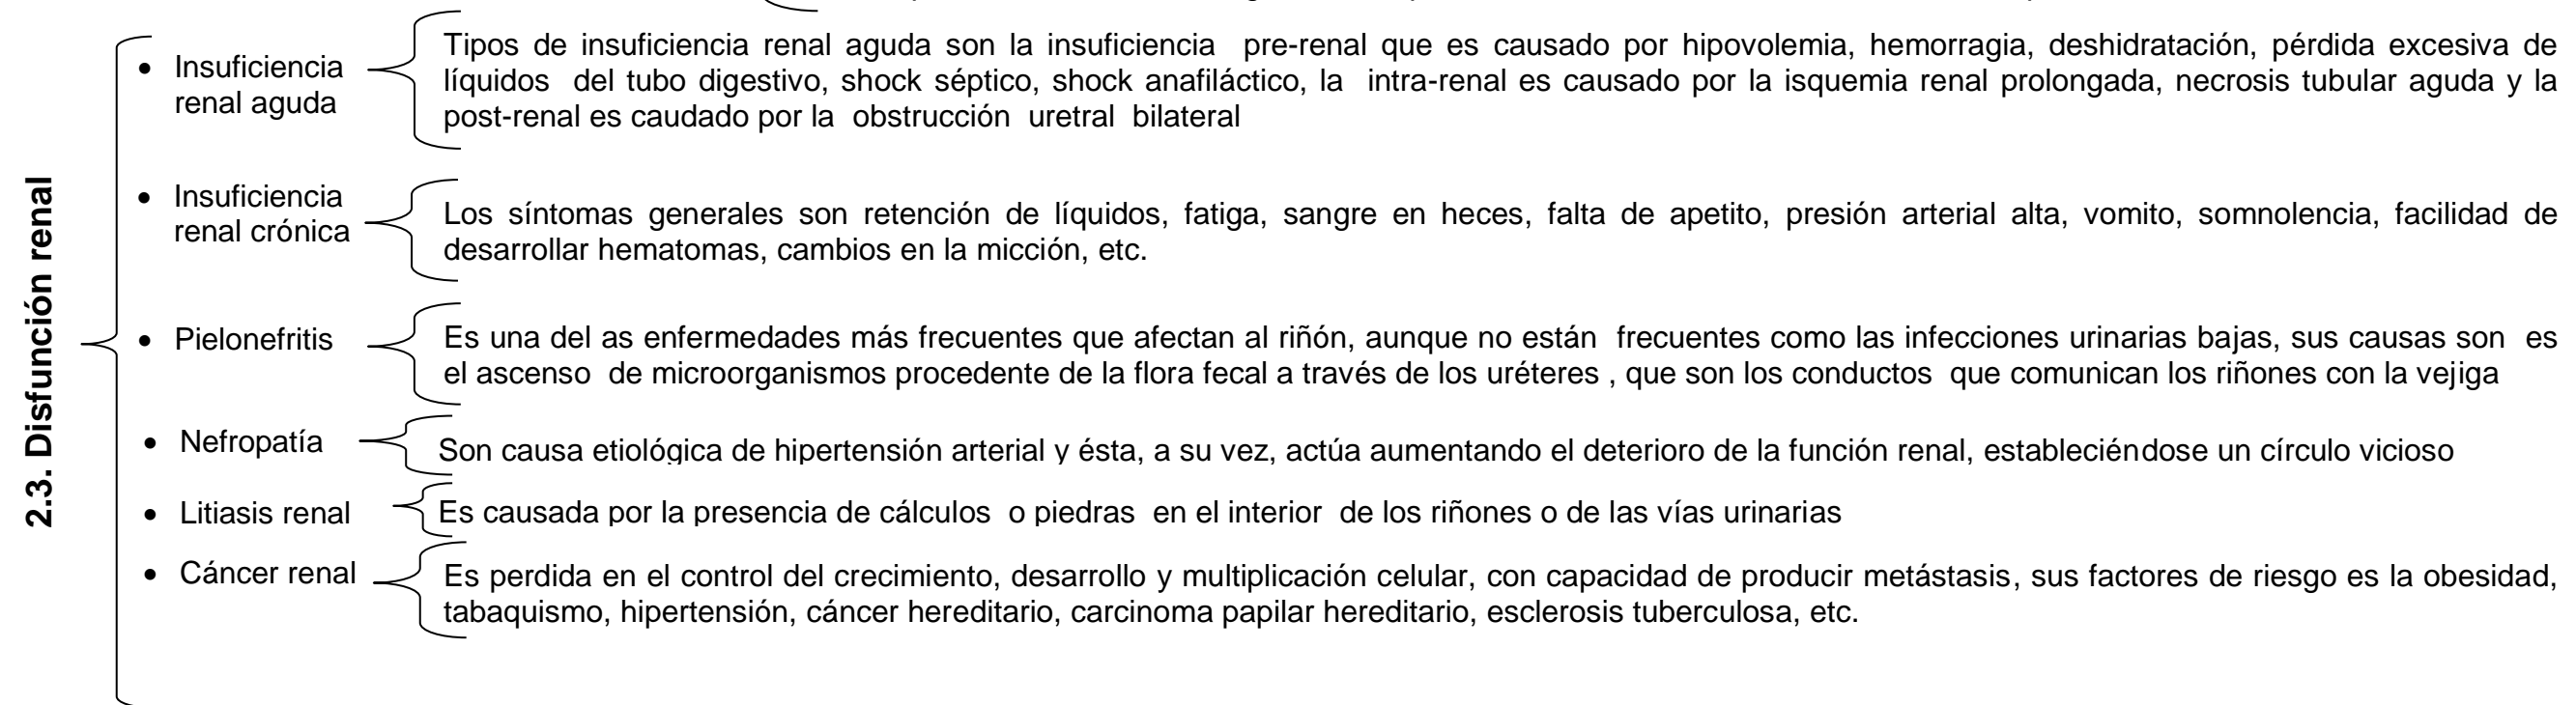 2.3. Disfunción renal
• Insuficiencia
renal aguda
Tipos de insuficiencia renal aguda son la insuficiencia pre-renal que es causado por hipovolemia, hemorragia, deshidratación, pérdida excesiva de
líquidos del tubo digestivo, shock séptico, shock anafiláctico, la intra-renal es causado por la isquemia renal prolongada, necrosis tubular aguda y la
post-renal es caudado por la obstrucción uretral bilateral
• Insuficiencia
renal crónica
Los síntomas generales son retención de líquidos, fatiga, sangre en heces, falta de apetito, presión arterial alta, vomito, somnolencia, facilidad de
desarrollar hematomas, cambios en la micción, etc.
• Pielonefritis
Es una del as enfermedades más frecuentes que afectan al riñón, aunque no están frecuentes como las infecciones urinarias bajas, sus causas son es
el ascenso de microorganismos procedente de la flora fecal a través de los uréteres , que son los conductos que comunican los riñones con la vejiga
• Nefropatía
Son causa etiológica de hipertensión arterial y ésta, a su vez, actúa aumentando el deterioro de la función renal, estableciéndose un círculo vicioso
• Litiasis renal
Es causada por la presencia de cálculos o piedras en el interior de los riñones o de las vías urinarias
• Cáncer renal
Es perdida en el control del crecimiento, desarrollo y multiplicación celular, con capacidad de producir metástasis, sus factores de riesgo es la obesidad,
tabaquismo, hipertensión, cáncer hereditario, carcinoma papilar hereditario, esclerosis tuberculosa, etc.